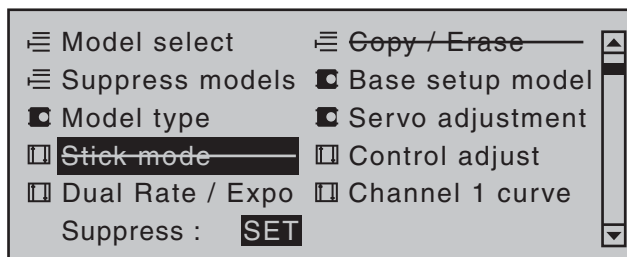 Model select Copy / Erase
Suppress models Base setup model
Model type Servo adjustment
Stick mode Control adjust
Dual Rate / Expo Channel 1 curve
Suppress : SET